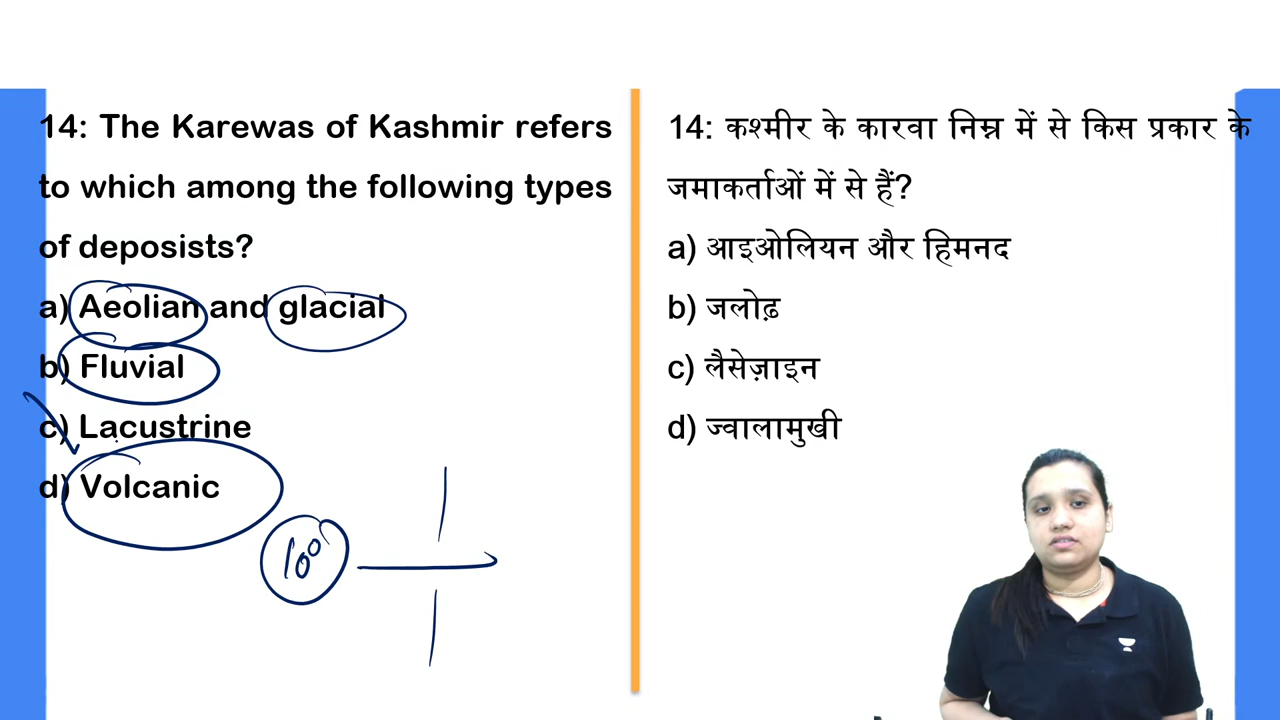 14: The Karewas of Kashmir refers
to which among the following types
of deposists?
a) Aeolian and glacial
b) Fluvial
c) Lacustrine
d) Volcanic
10°
14: कश्मीर के कारवा निम्न में से किस प्रकार के
जमाकर्ताओं में से हैं?
a) आइओलियन और हिमनद
b) जलोढ़
c) लैसेज़ाइन
d) ज्वालामुखी